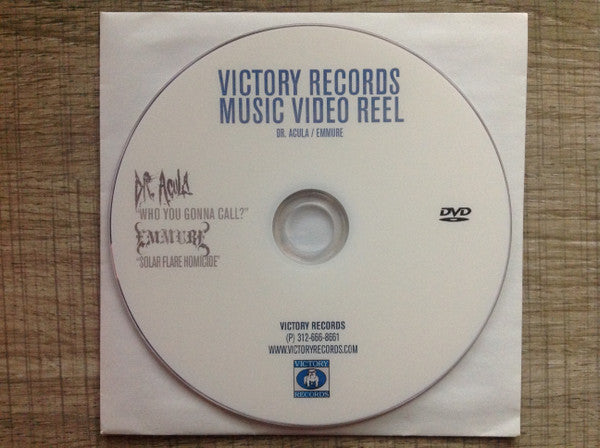 VICTORY RECORDS
MUSIC VIDEO REEL
DR. ACULA / EMMURE
DR. ACULA
"WHO YOU GONNA CALL?"
EMMURE
"SOLAR FLARE HOMICIDE"
DVD
VICTORY RECORDS
(P) 312-666-8661
WWW.VICTORYRECORDS.COM
VICTORY
RECORDS